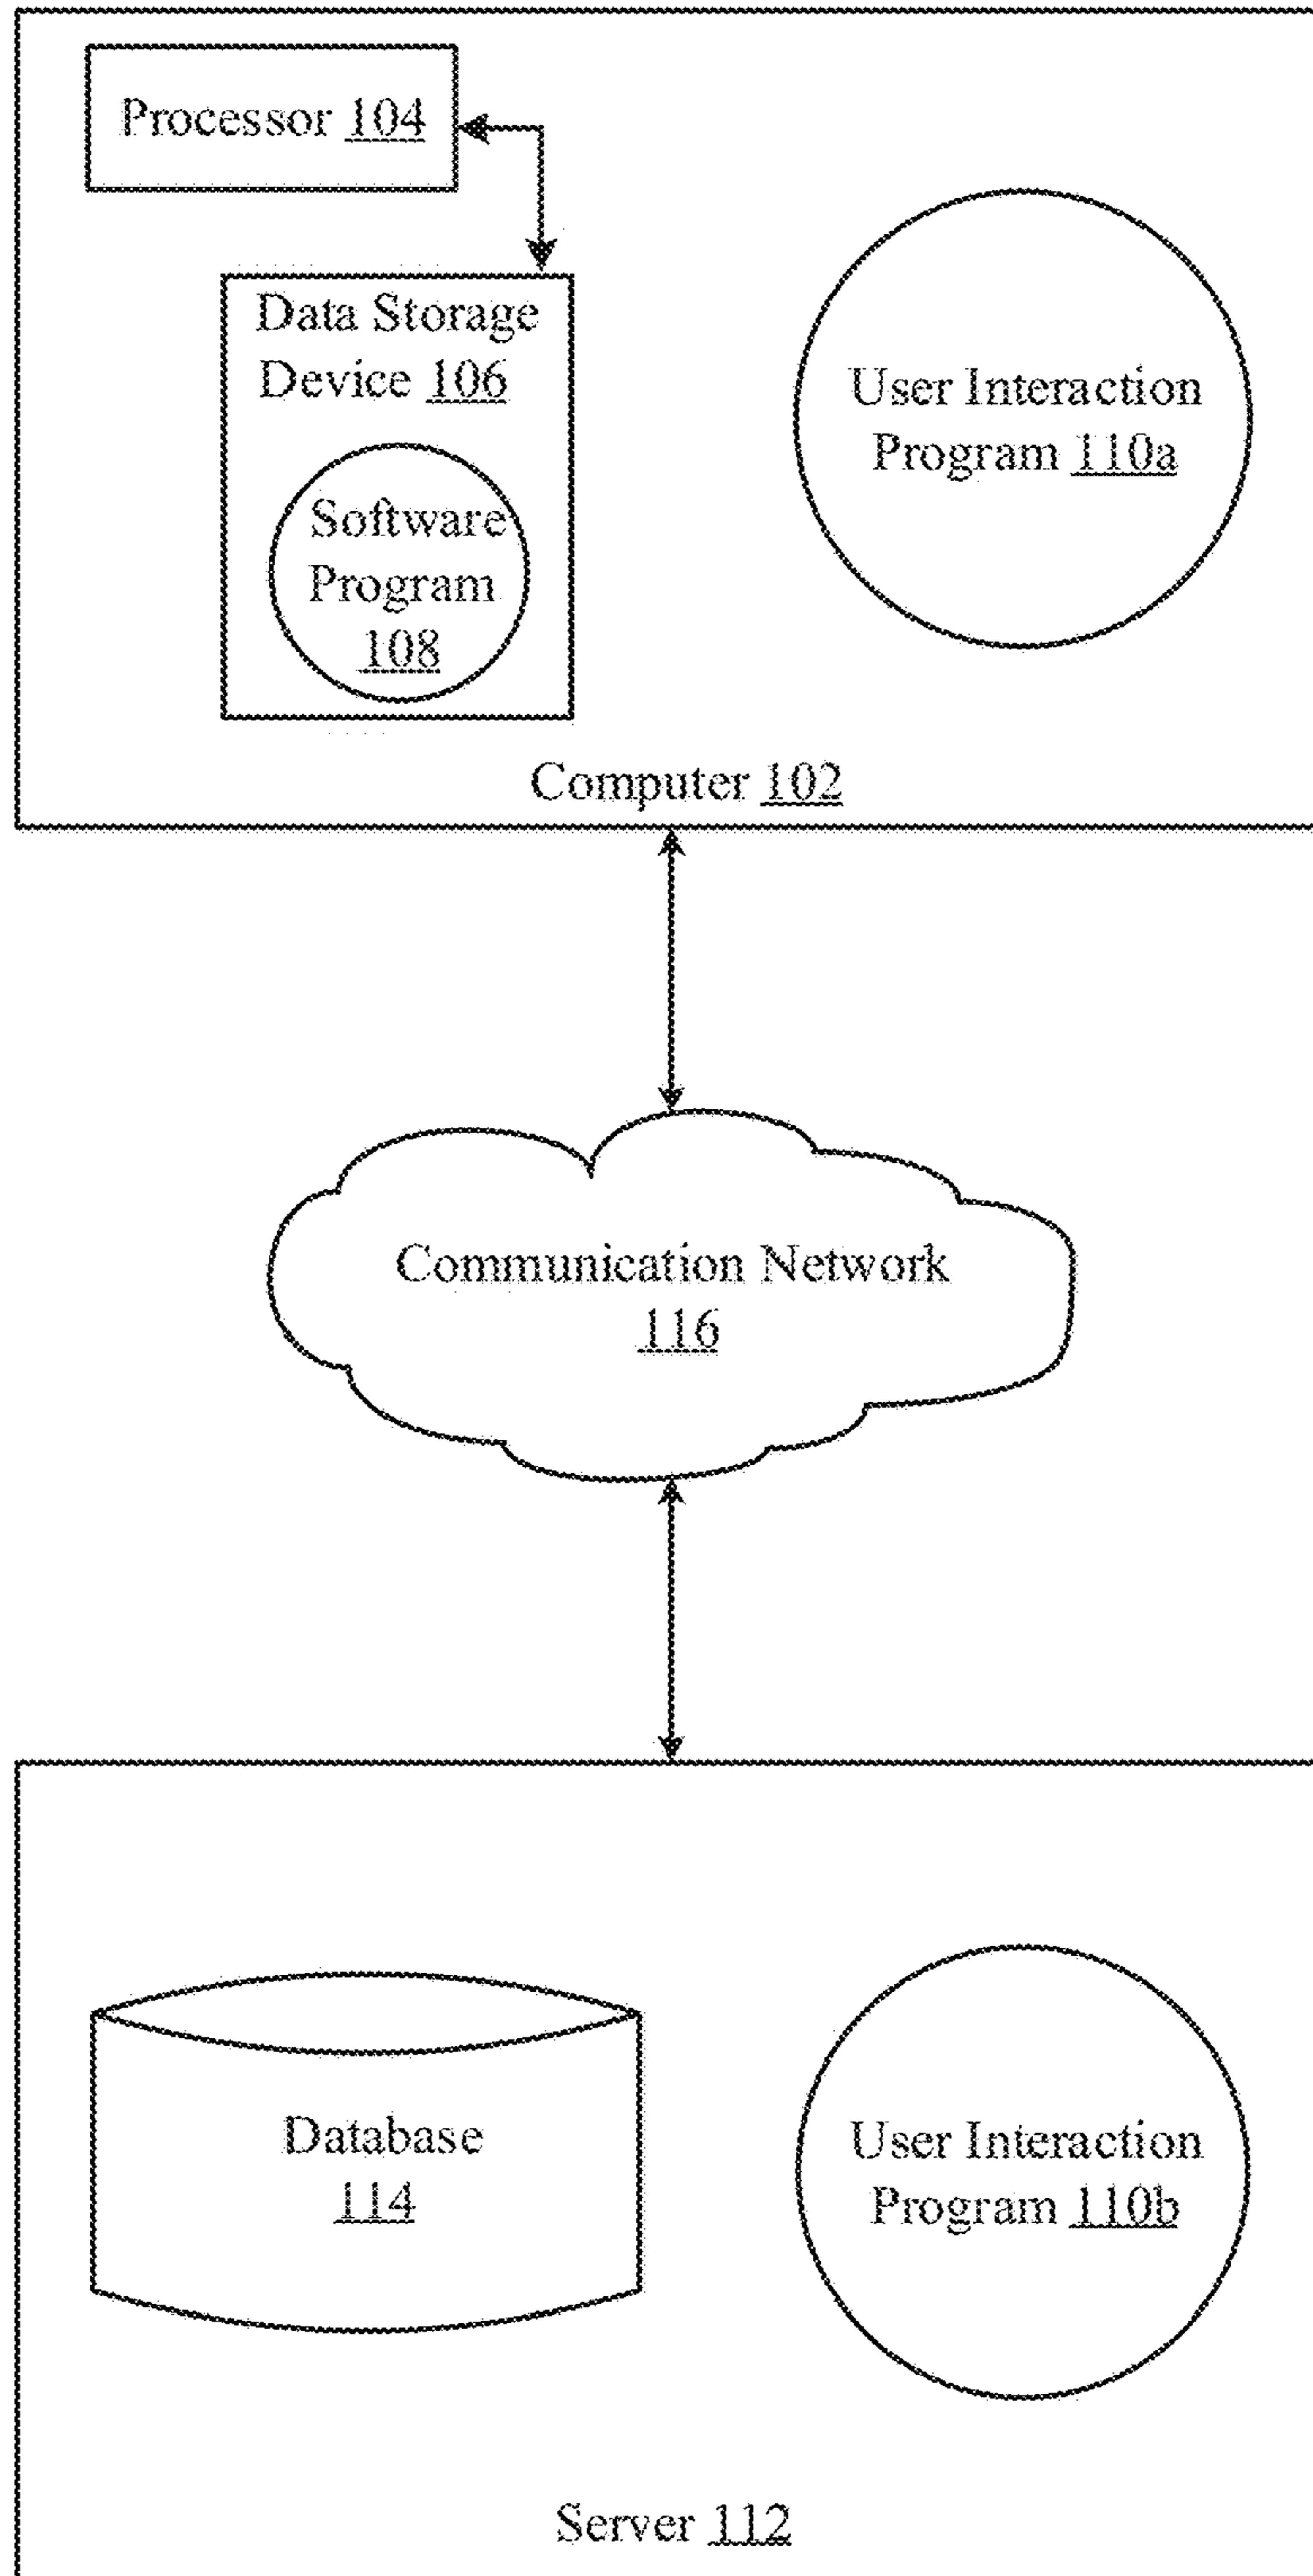 Processor 104
Data Storage
Device 106
Software
Program
108
User Interaction
Program 110a
Computer 102
Communication Network
116
Database
114
User Interaction
Program 110b
Server 112